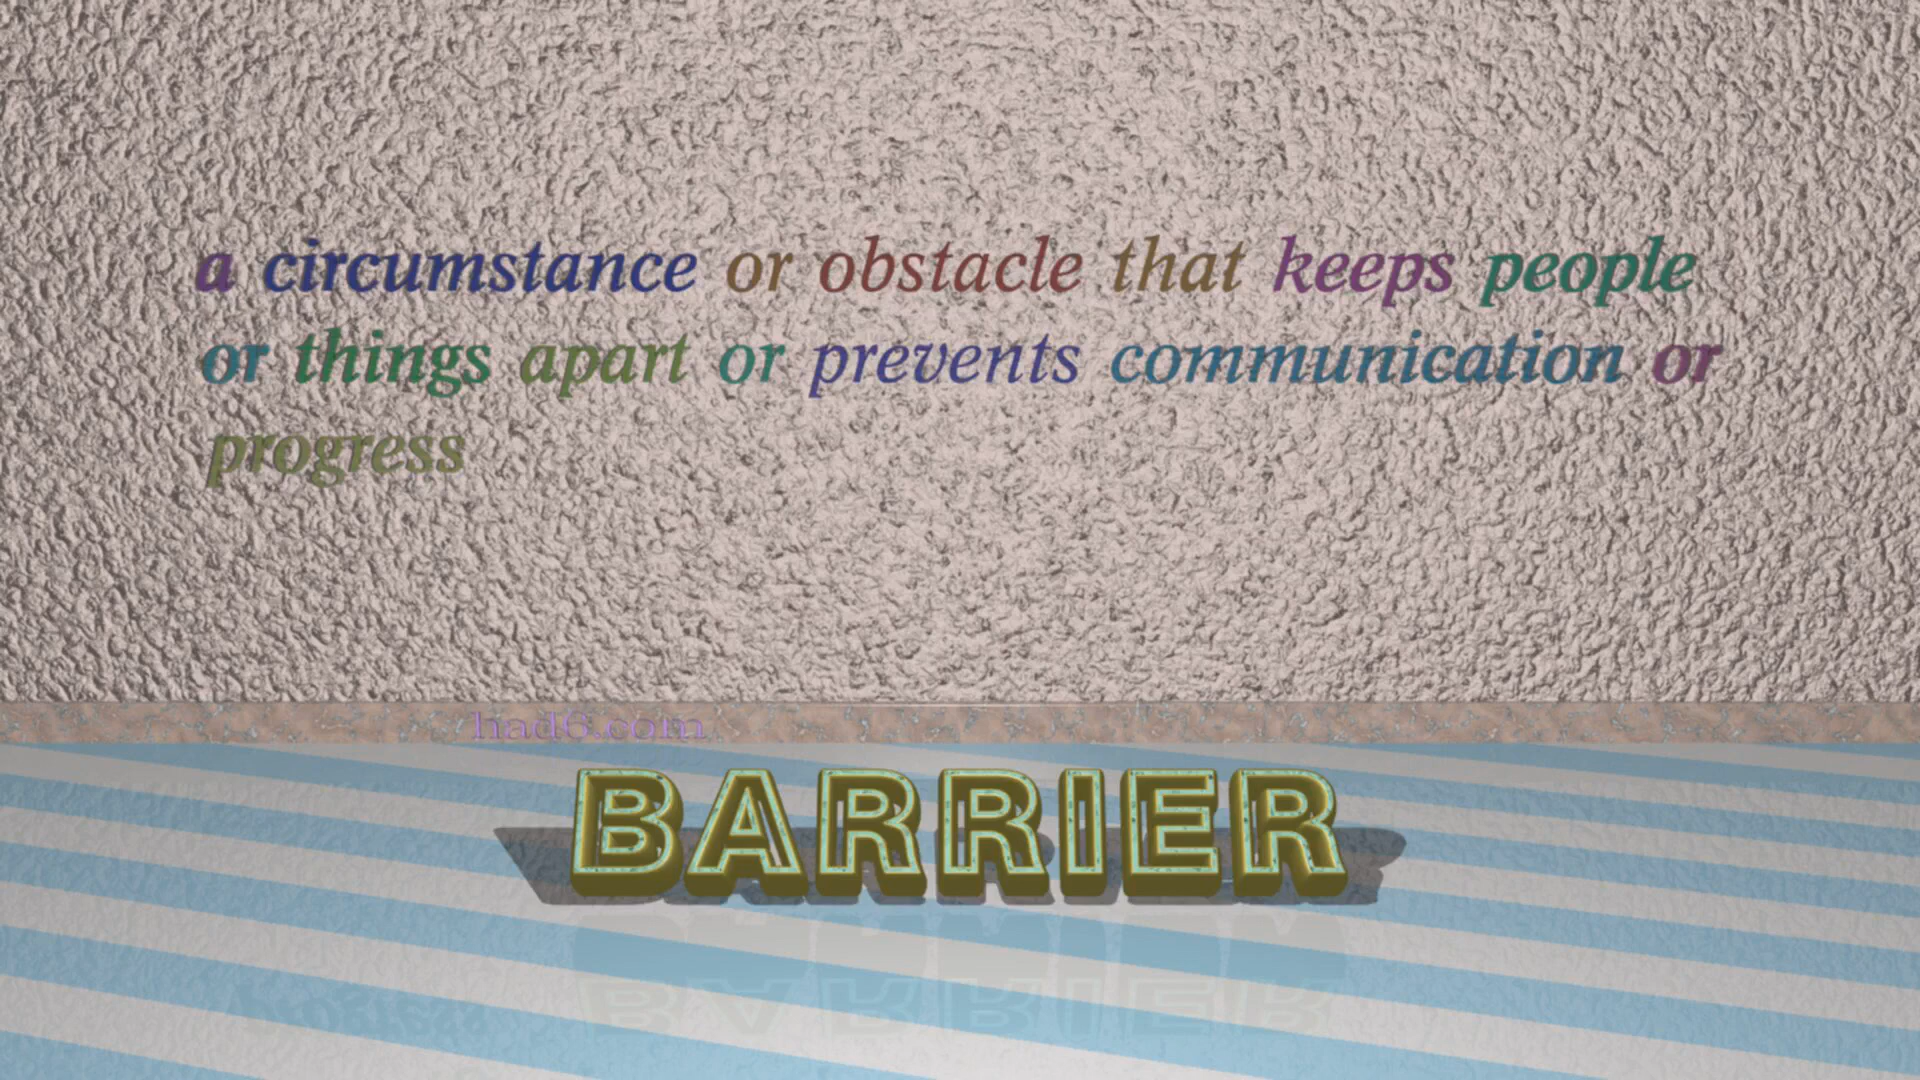 a circumstance or obstacle that keeps people
or things apart or prevents communication or
progress
had6.com
BARRIER